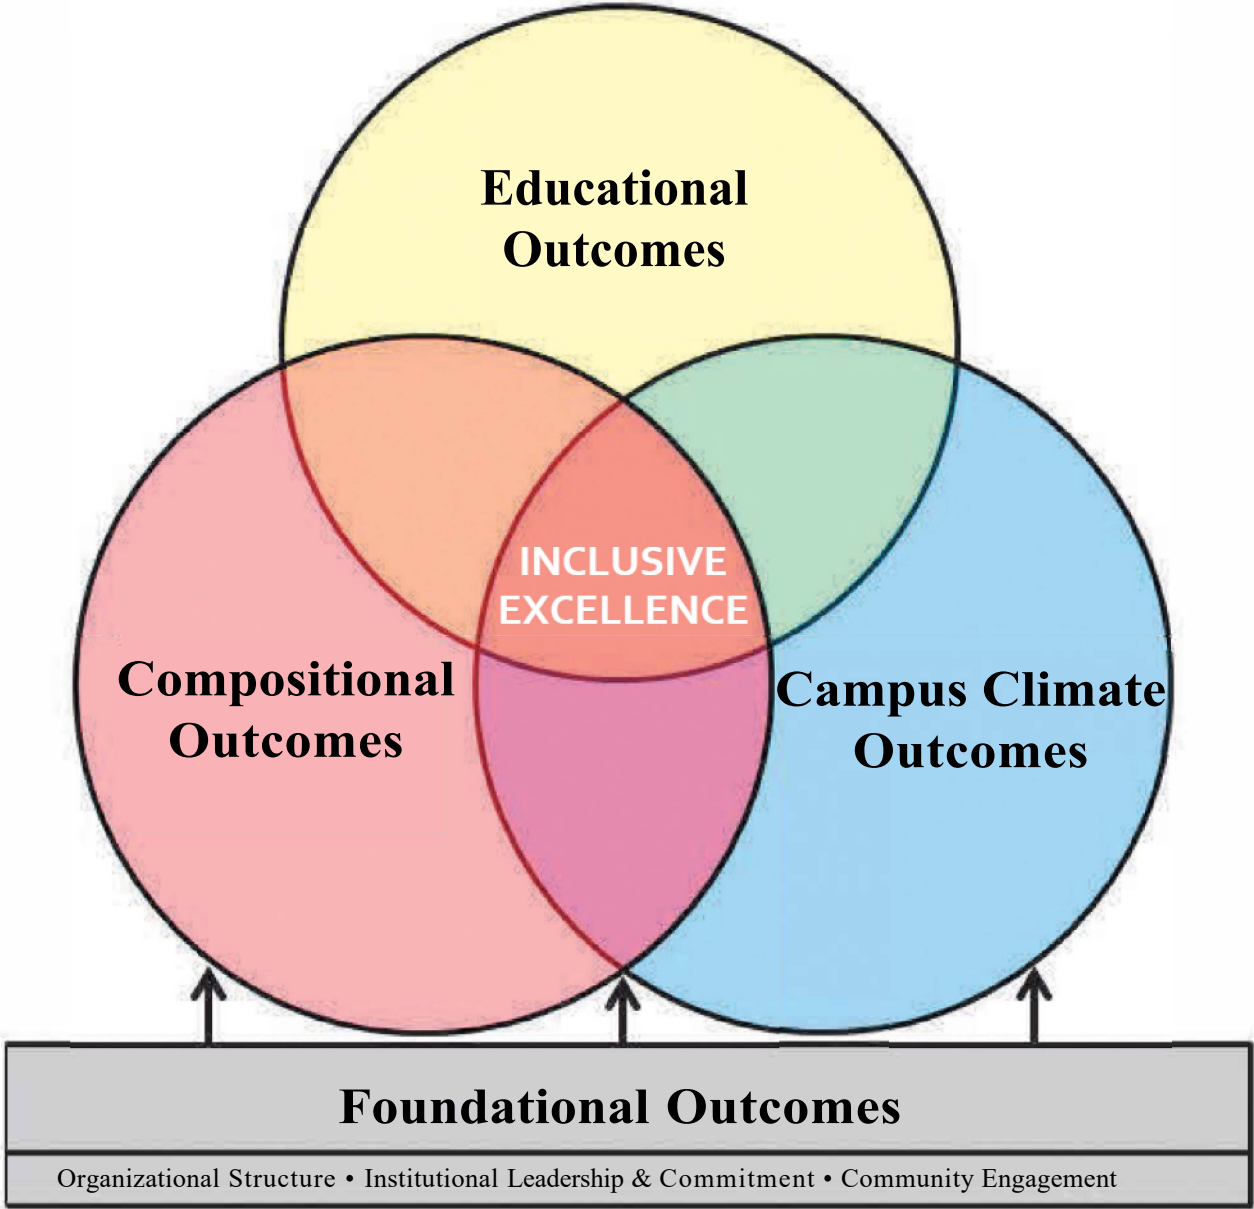 Educational
Outcomes
INCLUSIVE
EXCELLENCE
Compositional
Outcomes
Campus Climate
Outcomes
Foundational Outcomes
Organizational Structure • Institutional Leadership & Commitment • Community Engagement